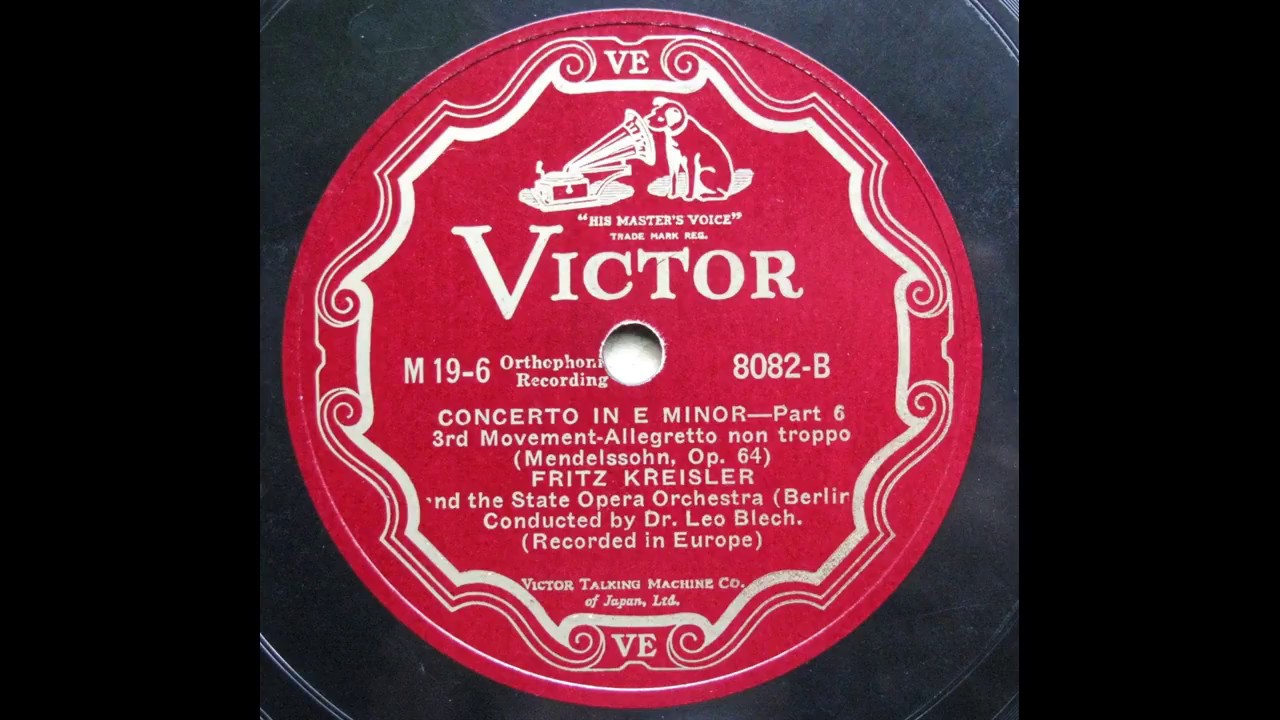 VE
"HIS MASTER'S VOICE"
TRADE MARK REG.
VICTOR
M 19-6 Orthophoni 8082-B
Recording
CONCERTO IN E MINOR—Part 6
3rd Movement-Allegretto non troppo
(Mendelssohn, Op. 64)
FRITZ KREISLER
nd the State Opera Orchestra (Berlin
Conducted by Dr. Leo Blech.
(Recorded in Europe)
VICTOR TALKING MACHINE CO.
of Japan, Ltd.
VE